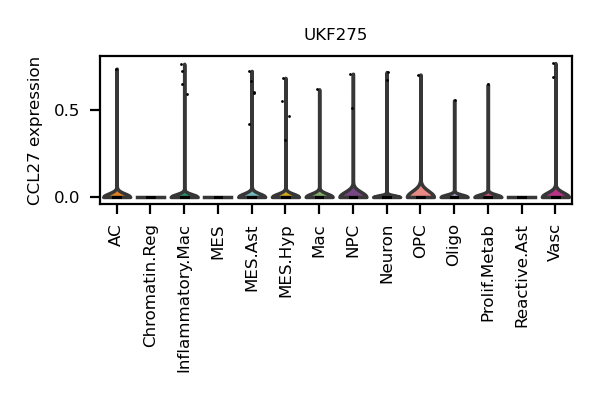 UKF275
CCL27 expression
0.5
0.0
AC
Chromatin.Reg
Inflammatory.Mac
MES
MES.Ast
MES.Hyp
Mac
NPC
Neuron
OPC
Oligo
Prolif.Metab
Reactive.Ast
Vasc